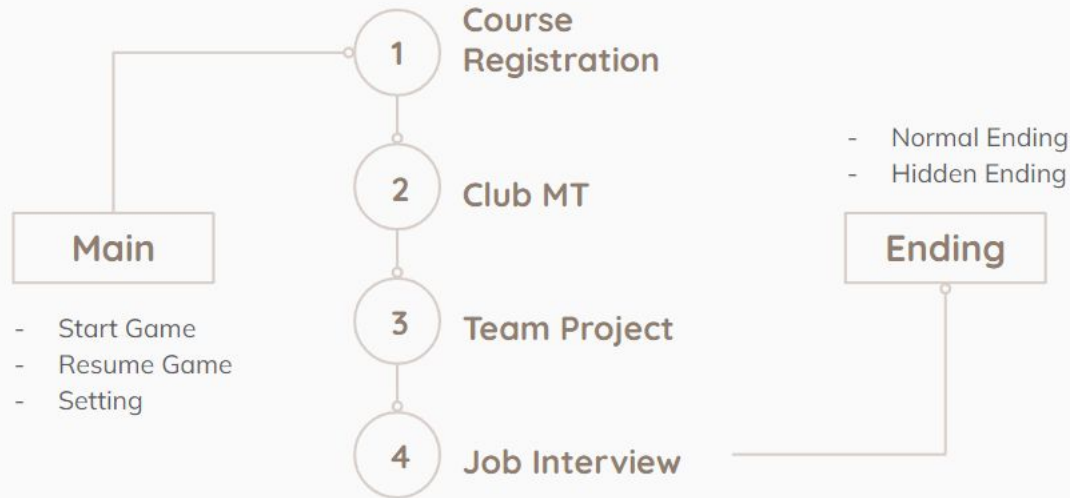 1
Course
Registration
2
Club MT
3
Team Project
4
Job Interview
Main
- Start Game
- Resume Game
- Setting
- Normal Ending
- Hidden Ending
Ending